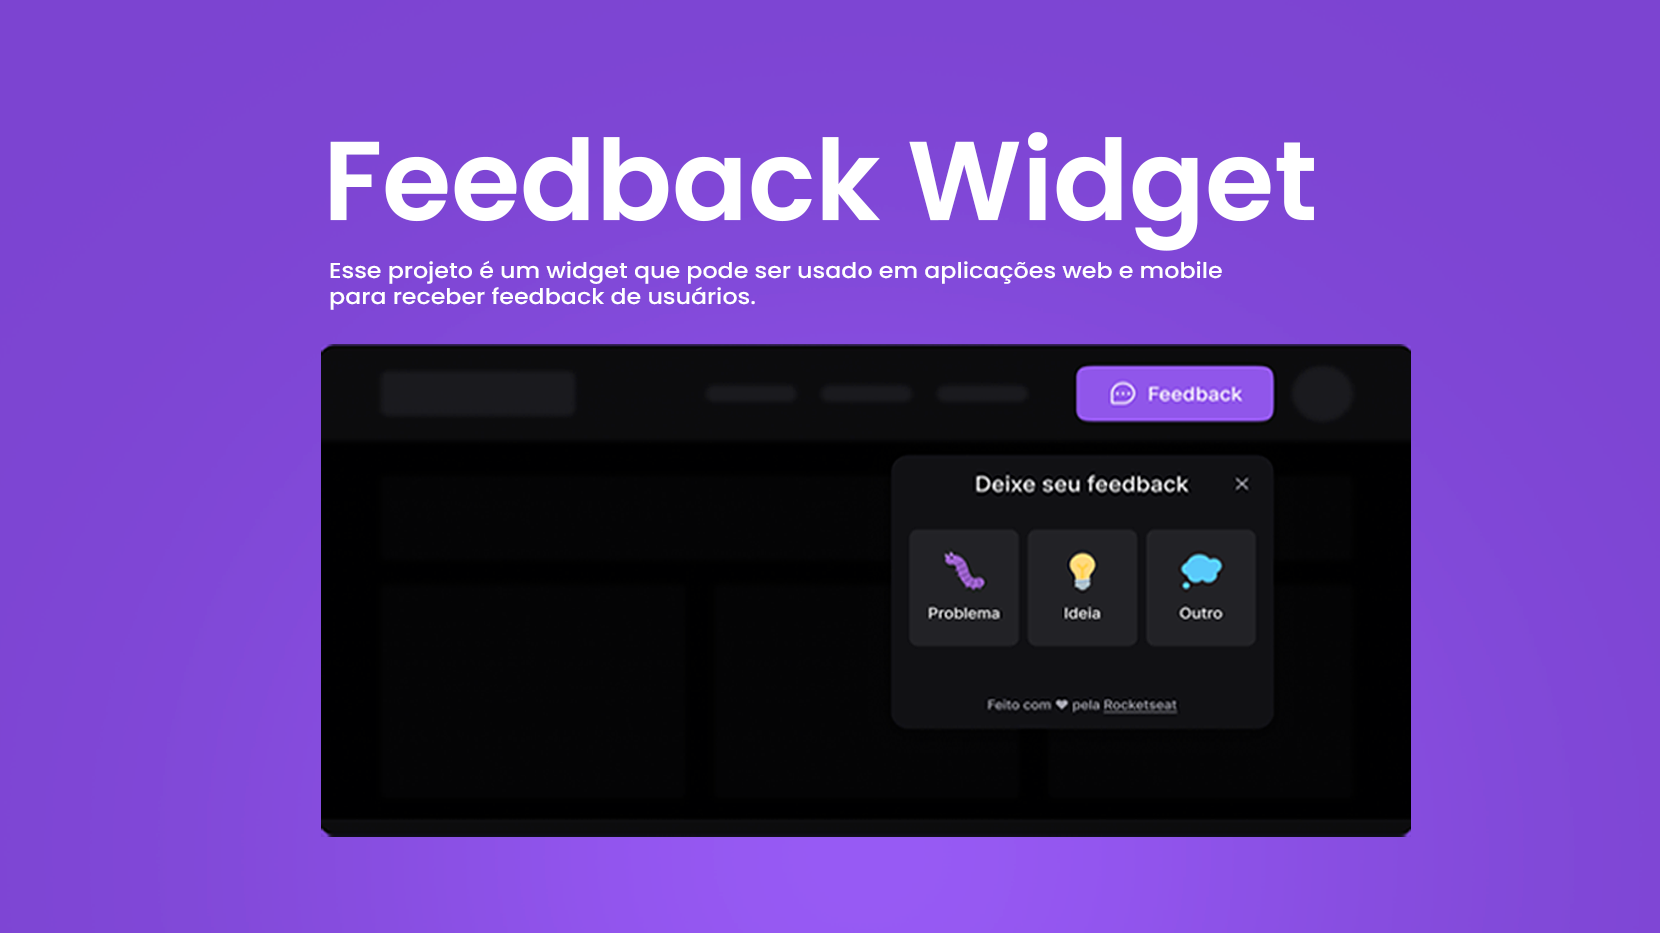 Feedback Widget
Esse projeto é um widget que pode ser usado em aplicações web e mobile
para receber feedback de usuários.
Feedback
Deixe seu feedback
Problema
Ideia
Outro
Feito com ♥ pela Rocketseat